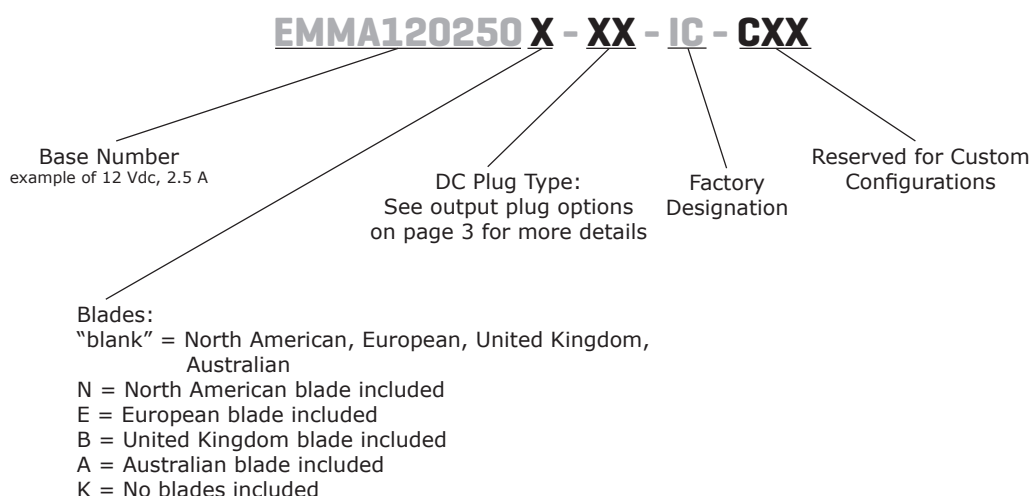 EMMA120250 X - XX - IC - CXX
Base Number
example of 12 Vdc, 2.5 A
DC Plug Type:
See output plug options
on page 3 for more details
Factory
Designation
Reserved for Custom
Configurations
Blades:
“blank” = North American, European, United Kingdom,
Australian
N = North American blade included
E = European blade included
B = United Kingdom blade included
A = Australian blade included
K = No blades included